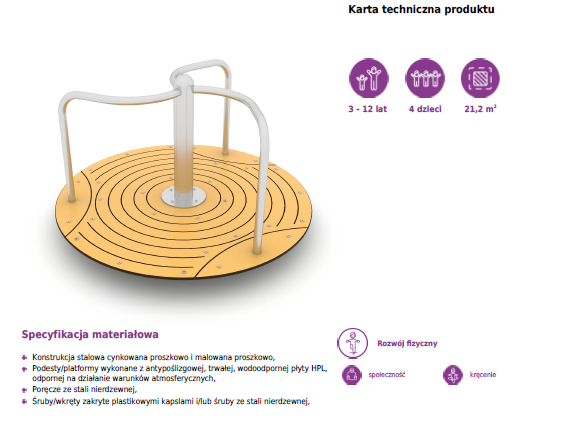 Karta techniczna produktu
3 - 12 lat
4 dzieci
21,2 m²
Specyfikacja materiałowa
Konstrukcja stalowa cynkowana proszkowo i malowana proszkowo,
Podesty/platformy wykonane z antypoślizgowej, trwałej, wodoodpornej płyty HPL,
odpornej na działanie warunków atmosferycznych,
Poręcze ze stali nierdzewnej,
Śruby/wkręty zakryte plastikowymi kapslami i/lub śruby ze stali nierdzewnej,
Rozwój fizyczny
społeczność
kręcenie